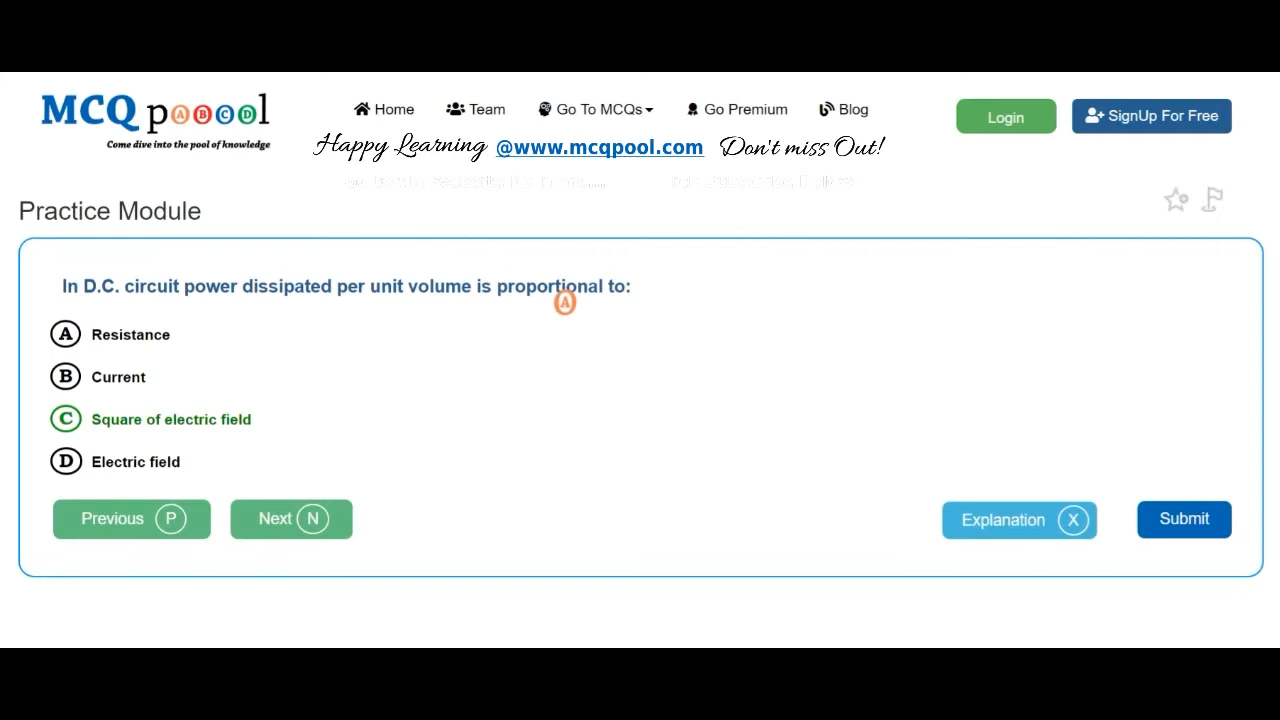 MCQ pABCDl
Come dive into the pool of knowledge
Home Team Go To MCQs Go Premium Blog
Login
SignUp For Free
Happy Learning @www.mcqpool.com Don't miss Out!
Practice Module
In D.C. circuit power dissipated per unit volume is proportional to:
A
A Resistance
B Current
C Square of electric field
D Electric field
Previous P
Next N
Explanation X
Submit